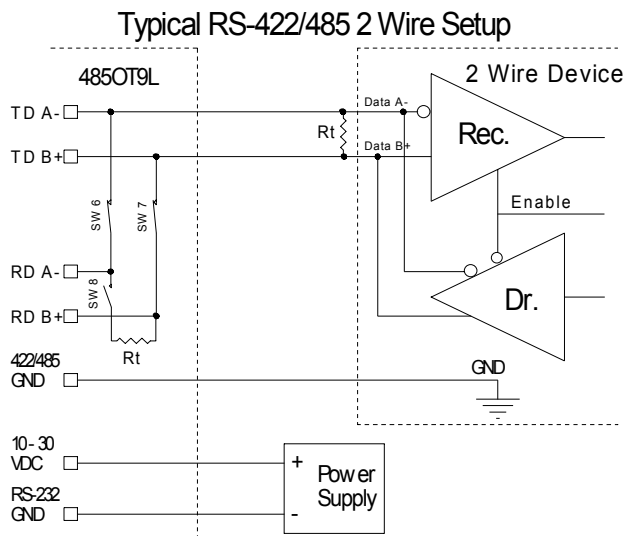 Typical RS-422/485 2 Wire Setup
485OT9L
2 Wire Device
TD A-
Data A-
Rt
Rec.
TD B+
Data B+
SW 6
SW 7
Enable
RD A-
SW 8
Dr.
RD B+
Rt
422/485
GND
GND
10-30
VDC
+
Power
Supply
RS-232
GND
-